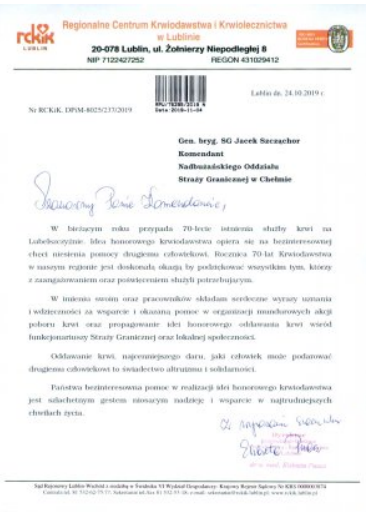 Regionalne Centrum Krwiodawstwa i Krwiolecznictwa
w Lublinie
rckik
LUBLIN
20-078 Lublin, ul. Żołnierzy Niepodległej 8
NIP 7122427252 REGON 431029412
Lublin dn. 24.10.2019 r.
Nr RCKiK. DPiM-8025/237/2019
Data 2019-11-04
Gen. bryg. SG Jacek Szcząchor
Komendant
Nadbużańskiego Oddziału
Straży Granicznej w Chełmie
Szanowny Panie Komendancie,
W bieżącym roku przypada 70-lecie istnienia służby krwi na
Lubelszczyźnie. Idea honorowego krwiodawstwa opiera się na bezinteresownej
chęci niesienia pomocy drugiemu człowiekowi. Rocznica 70-lat Krwiodawstwa
w naszym regionie jest doskonałą okazją by podziękować wszystkim tym, którzy
z zaangażowaniem oraz poświęceniem służyli potrzebującym.
W imieniu swoim oraz pracowników składam serdeczne wyrazy uznania
i wdzięczności za wsparcie i okazaną pomoc w organizacji mundurowych akcji
poboru krwi oraz propagowanie idei honorowego oddawania krwi wśród
funkcjonariuszy Straży Granicznej oraz lokalnej społeczności.
Oddawanie krwi, najcenniejszego daru, jaki człowiek może podarować
drugiemu człowiekowi to świadectwo altruizmu i solidarności.
Państwa bezinteresowna pomoc w realizacji idei honorowego krwiodawstwa
jest szlachetnym gestem niosącym nadzieję i wsparcie w najtrudniejszych
chwilach życia.
Z wyrazami szacunku